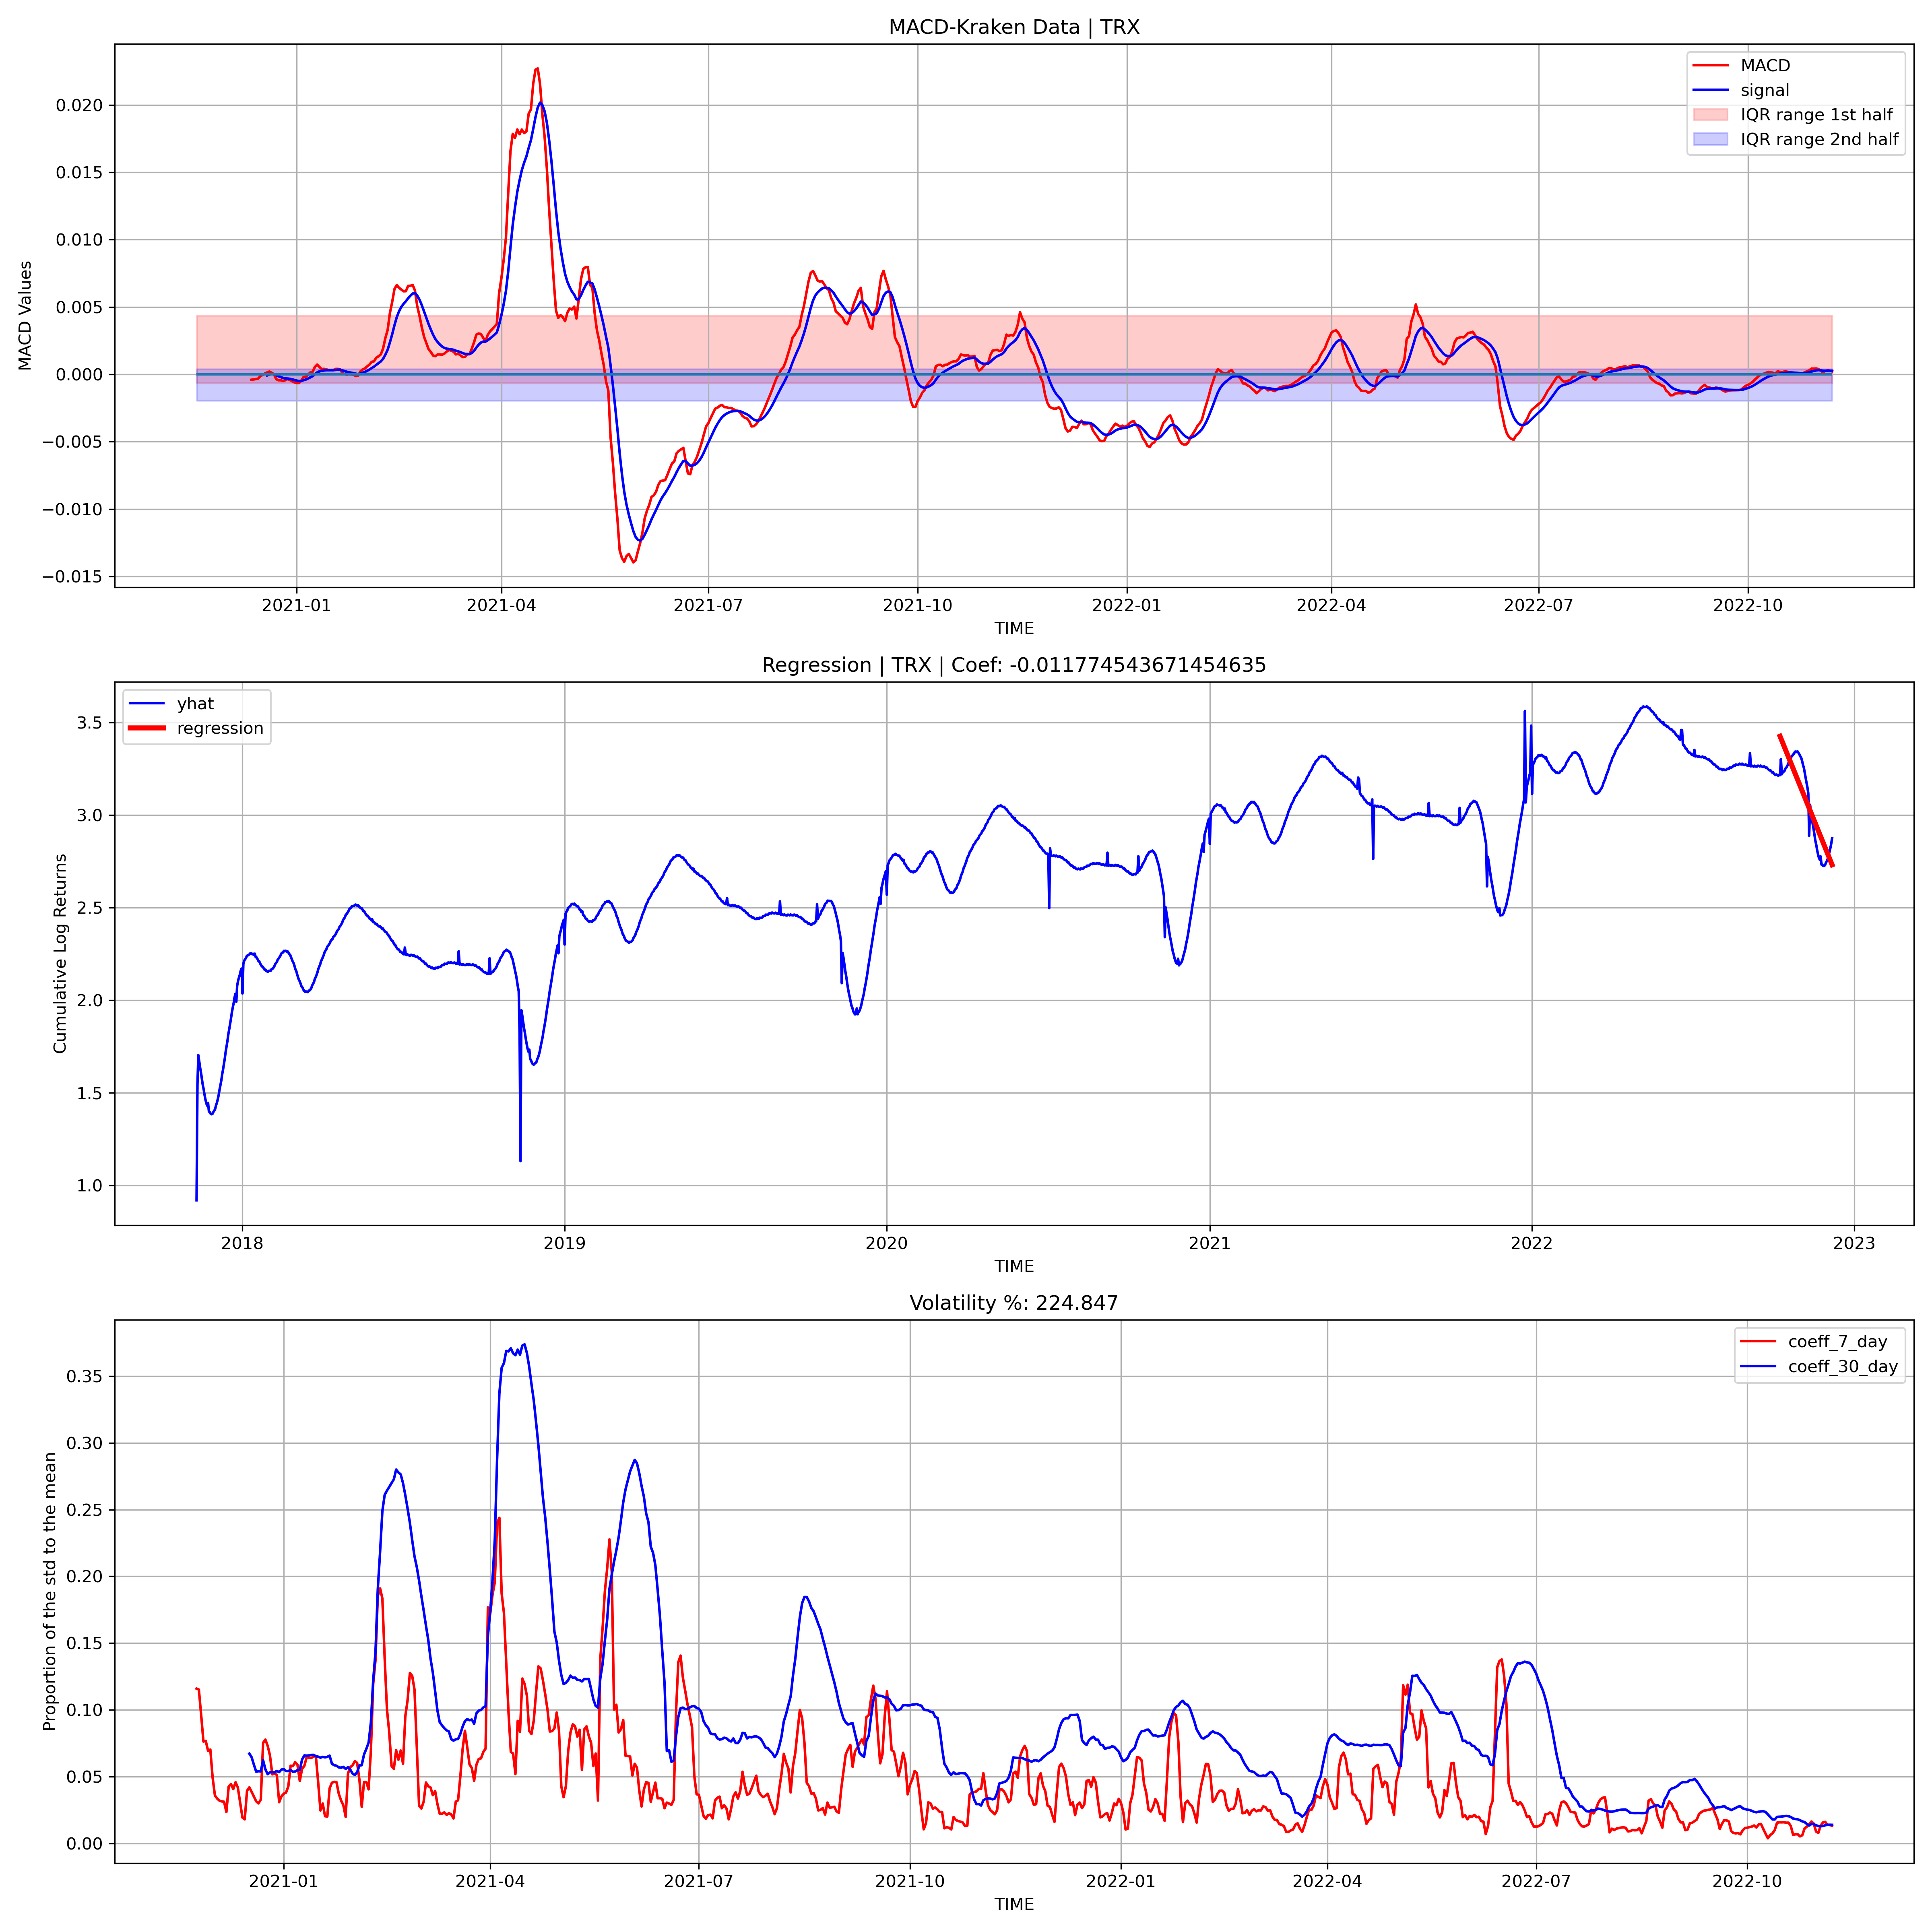 MACD-Kraken Data | TRX
MACD
signal
IQR range 1st half
IQR range 2nd half
0.020
0.015
0.010
0.005
0.000
−0.005
−0.010
−0.015
MACD Values
2021-01 2021-04 2021-07 2021-10 2022-01 2022-04 2022-07 2022-10
TIME
Regression | TRX | Coef: -0.011774543671454635
yhat
regression
3.5
3.0
2.5
2.0
1.5
1.0
Cumulative Log Returns
2018 2019 2020 2021 2022 2023
TIME
Volatility %: 224.847
coeff_7_day
coeff_30_day
0.35
0.30
0.25
0.20
0.15
0.10
0.05
0.00
Proportion of the std to the mean
2021-01 2021-04 2021-07 2021-10 2022-01 2022-04 2022-07 2022-10
TIME